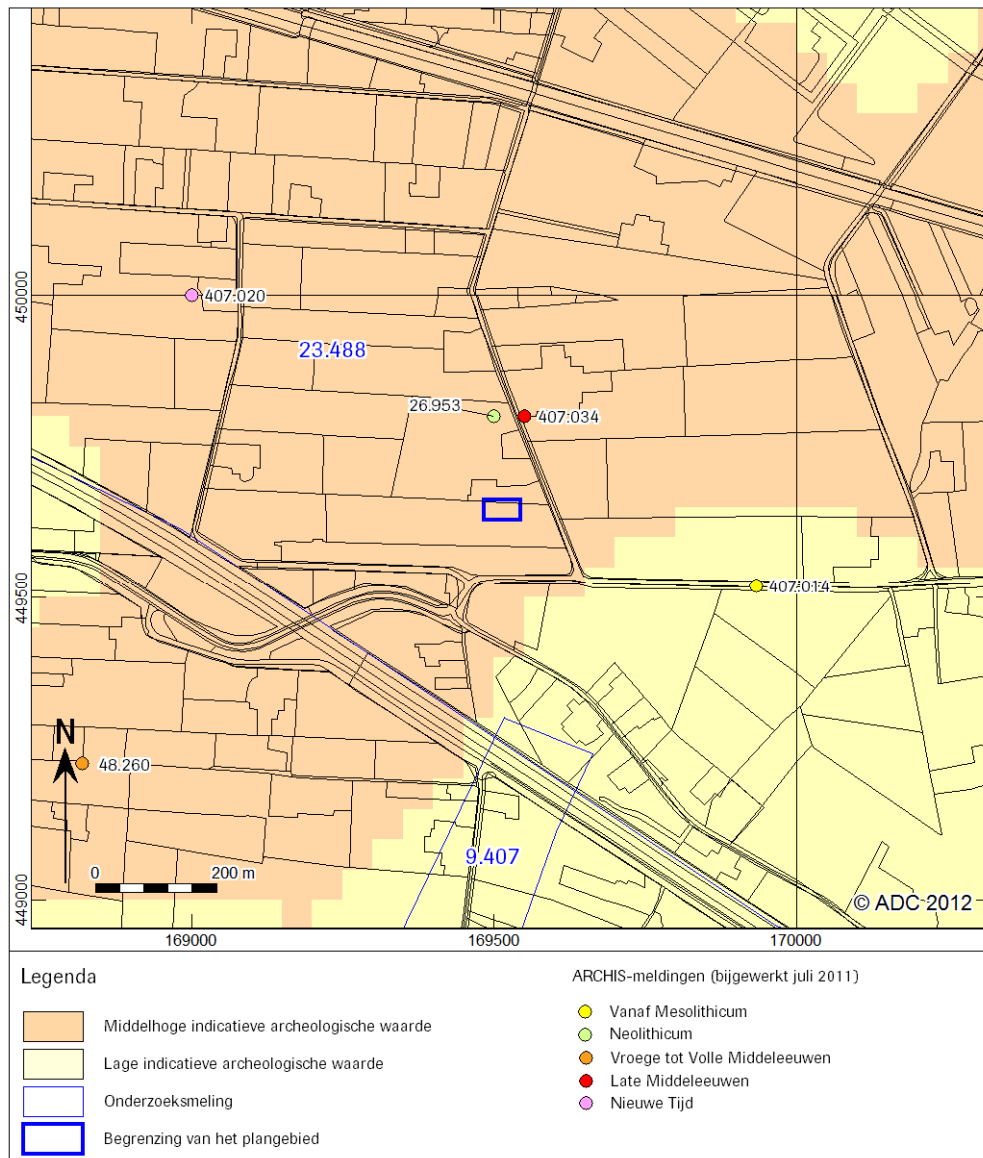 450000
407.020
23.488
26.953
407.034
449500
407.014
N
48.260
0 200 m
9.407
449000
© ADC 2012
169000 169500 170000
Legenda
Middelhoge indicatieve archeologische waarde
Lage indicatieve archeologische waarde
Onderzoeksmeling
Begrenzing van het plangebied
ARCHIS-meldingen (bijgewerkt juli 2011)
Vanaf Mesolithicum
Neolithicum
Vroege tot Volle Middeleeuwen
Late Middeleeuwen
Nieuwe Tijd